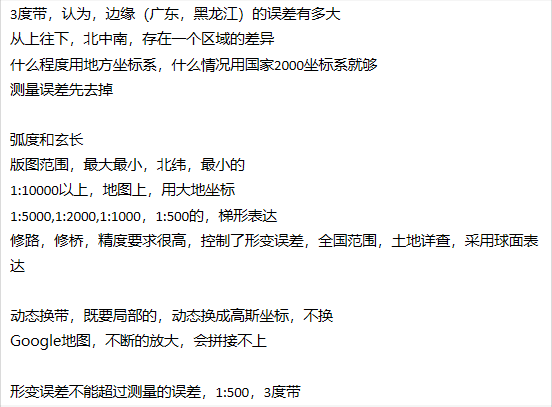 3度带，认为，边缘（广东，黑龙江）的误差有多大
从上往下，北中南，存在一个区域的差异
什么程度用地方坐标系，什么情况用国家2000坐标系就够
测量误差先去掉
弧度和玄长
版图范围，最大最小，北纬，最小的
1:10000以上，地图上，用大地坐标
1:5000,1:2000,1:1000，1:500的，梯形表达
修路，修桥，精度要求很高，控制了形变误差，全国范围，土地详查，采用球面表
达
动态换带，既要局部的，动态换成高斯坐标，不换
Google地图，不断的放大，会拼接不上
形变误差不能超过测量的误差，1:500，3度带